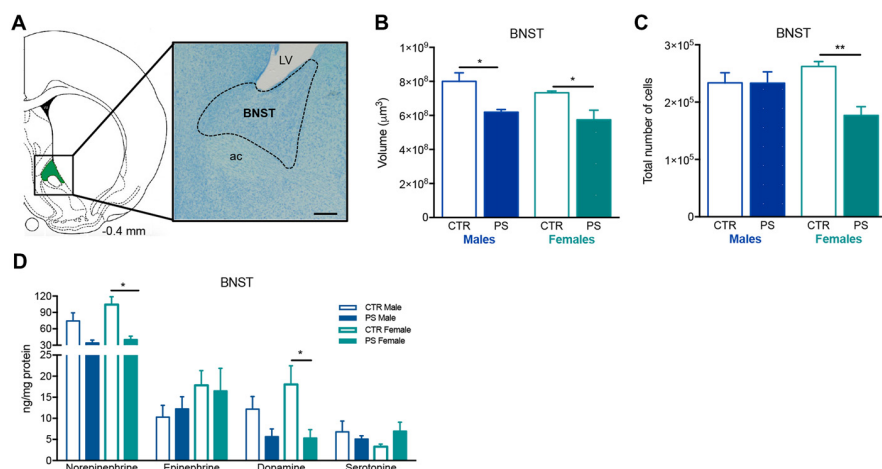 A
LV
BNST
ac
-0.4 mm
B
BNST
Volume (μm³)
1×10⁹
8×10⁸
6×10⁸
4×10⁸
2×10⁸
0
*
*
CTR PS CTR PS
Males Females
C
BNST
Total number of cells
3×10⁵
2×10⁵
1×10⁵
0
**
CTR PS CTR PS
Males Females
D
BNST
ng/mg protein
120
90
60
30
25
20
15
10
5
0
*
*
CTR Male
PS Male
CTR Female
PS Female
Norepinephrine Epinephrine Dopamine Serotonine